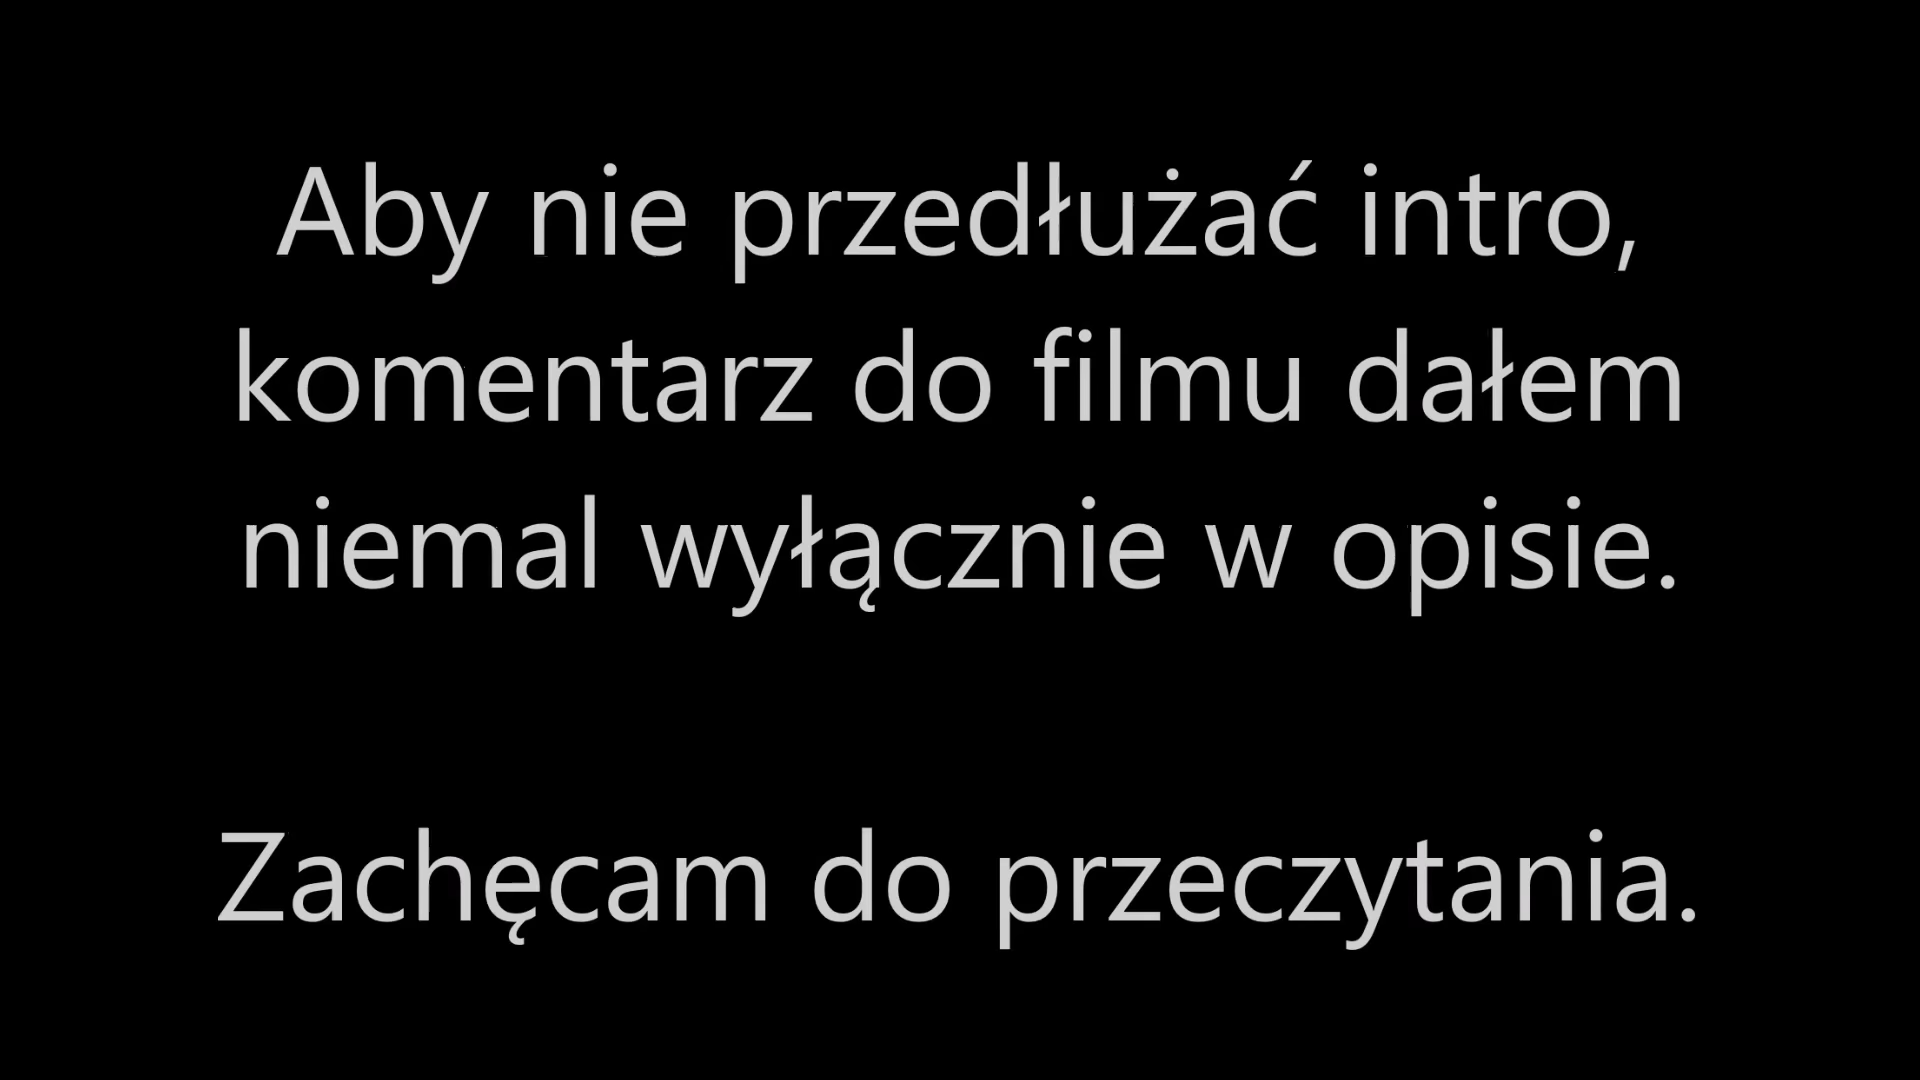 Aby nie przedłużać intro,
komentarz do filmu dałem
niemal wyłącznie w opisie.
Zachęcam do przeczytania.